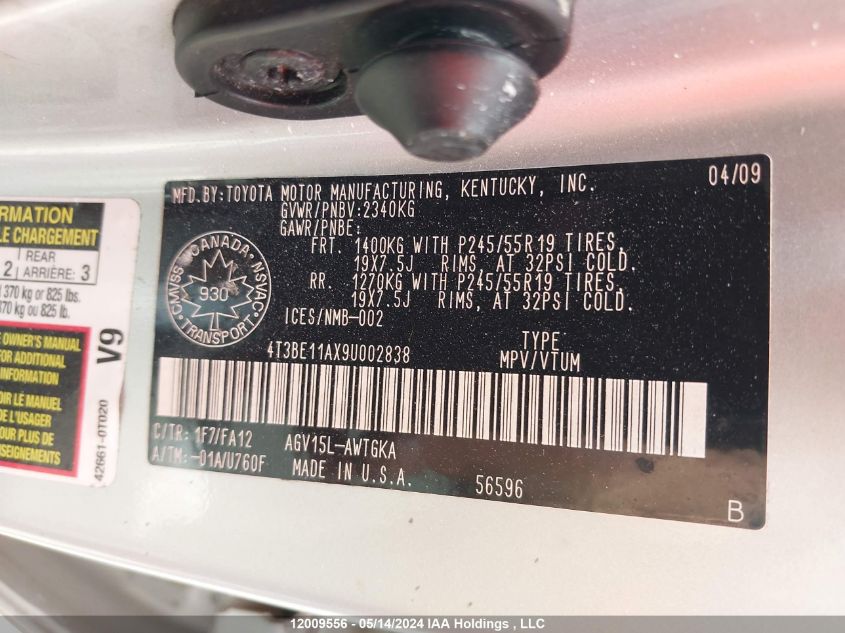 MFD.BY:TOYOTA MOTOR MANUFACTURING, KENTUCKY, INC. 04/09
GVWR/PNBV:2340KG
GAWR/PNBE:
FRT. 1400KG WITH P245/55R19 TIRES,
19X7.5J RIMS, AT 32PSI COLD.
RR. 1270KG WITH P245/55R19 TIRES,
19X7.5J RIMS, AT 32PSI COLD.
ICES/NMB-002
CANADA
CMVSS NSVAC
930
TRANSPORT
4T3BE11AX9U002838 TYPE
MPV/VTUM
C/TR: 1F7/FA12 AGV15L-AWTGKA
A/TM: -01A/U760F MADE IN U.S.A. 56596
B
RMATION
LE CHARGEMENT
2 REAR
ARRIÈRE: 3
370 kg or 825 lbs.
370 kg ou 825 lb.
OWNER'S MANUAL
FOR ADDITIONAL
INFORMATION
IR LE MANUEL
DE L'USAGER
POUR PLUS DE
SEIGNEMENTS
V9
42661-0T020
12009556 - 05/14/2024 IAA Holdings , LLC